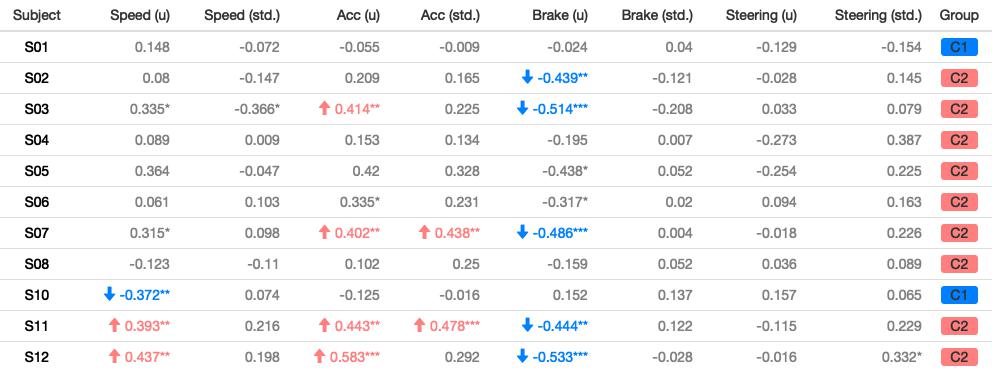 Subject Speed (u) Speed (std.) Acc (u) Acc (std.) Brake (u) Brake (std.) Steering (u) Steering (std.) Group
S01 0.148 -0.072 -0.055 -0.009 -0.024 0.04 -0.129 -0.154 C1
S02 0.08 -0.147 0.209 0.165 -0.439** -0.121 -0.028 0.145 C2
S03 0.335* -0.366* 0.414** 0.225 -0.514*** -0.208 0.033 0.079 C2
S04 0.089 0.009 0.153 0.134 -0.195 0.007 -0.273 0.387 C2
S05 0.364 -0.047 0.42 0.328 -0.438* 0.052 -0.254 0.225 C2
S06 0.061 0.103 0.335* 0.231 -0.317* 0.02 0.094 0.163 C2
S07 0.315* 0.098 0.402** 0.438** -0.486*** 0.004 -0.018 0.226 C2
S08 -0.123 -0.11 0.102 0.25 -0.159 0.052 0.036 0.089 C2
S10 -0.372** 0.074 -0.125 -0.016 0.152 0.137 0.157 0.065 C1
S11 0.393** 0.216 0.443** 0.478*** -0.444** 0.122 -0.115 0.229 C2
S12 0.437** 0.198 0.583*** 0.292 -0.533*** -0.028 -0.016 0.332* C2